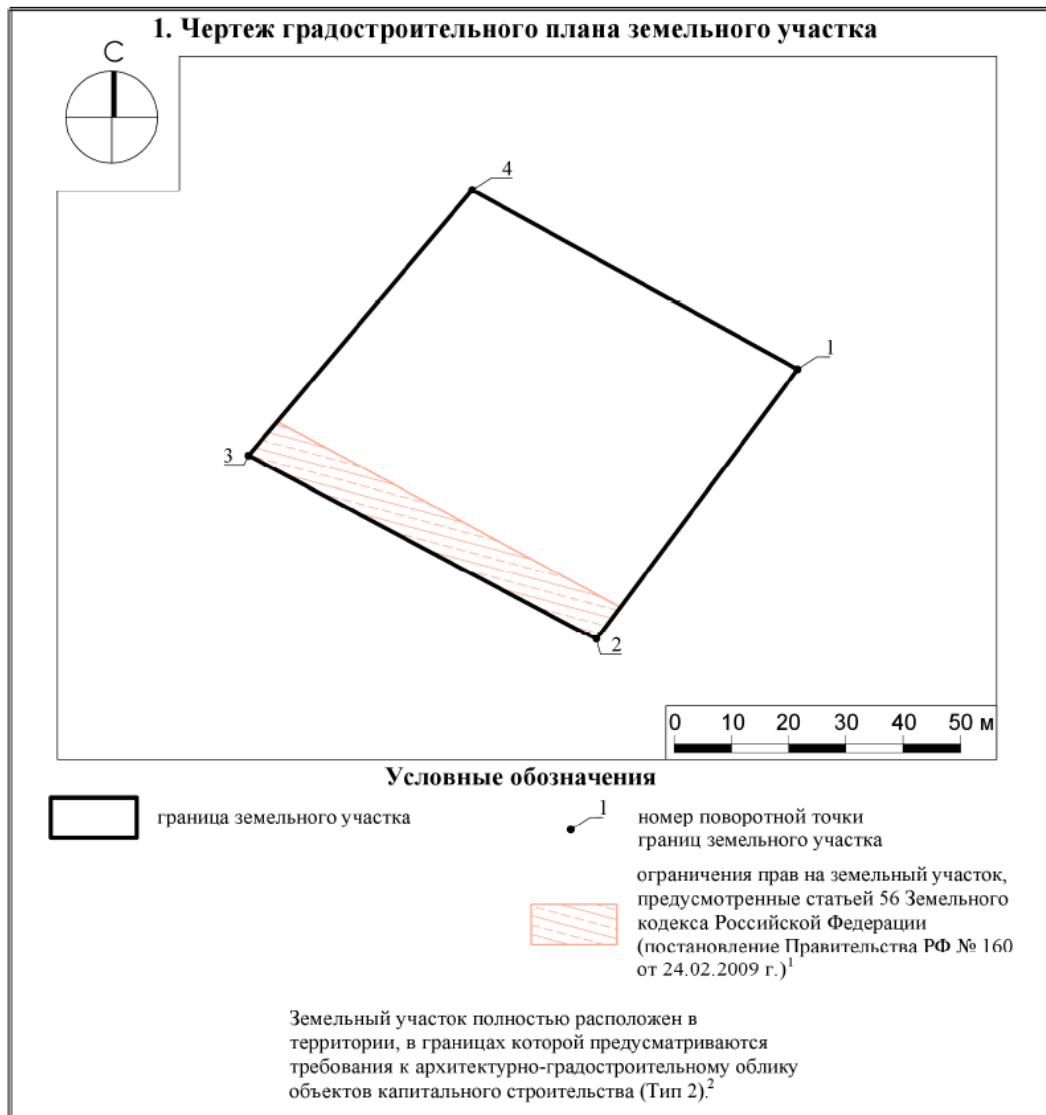 1. Чертеж градостроительного плана земельного участка
С
4
1
3
2
0 10 20 30 40 50 м
Условные обозначения
граница земельного участка
1
номер поворотной точки
границ земельного участка
ограничения прав на земельный участок,
предусмотренные статьей 56 Земельного
кодекса Российской Федерации
(постановление Правительства РФ № 160
от 24.02.2009 г.)¹
Земельный участок полностью расположен в
территории, в границах которой предусматриваются
требования к архитектурно-градостроительному облику
объектов капитального строительства (Тип 2).²